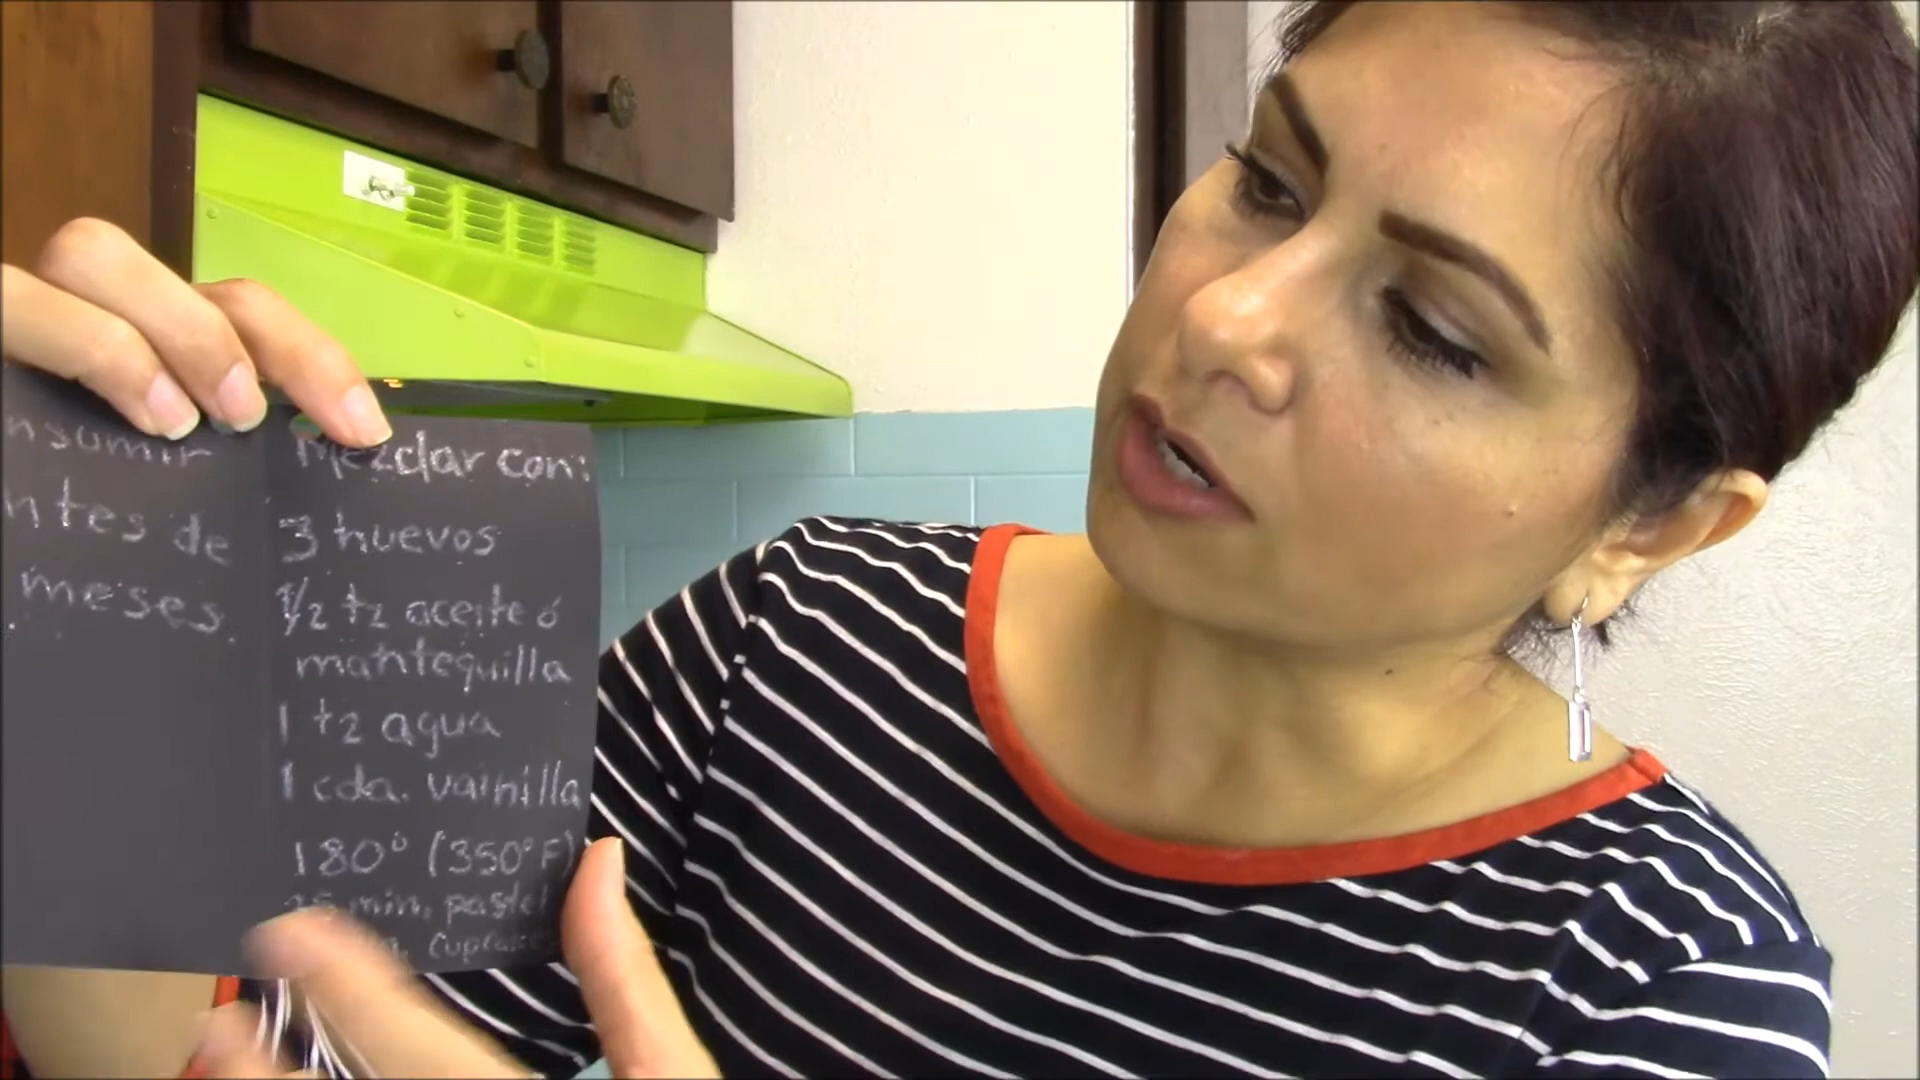 nsumir
ntes de
meses.
Mezclar con:
3 huevos
1/2 tz aceite ó
mantequilla
1 tz agua
1 cda. vainilla
180° (350°F)
min. pastel
cupcakes